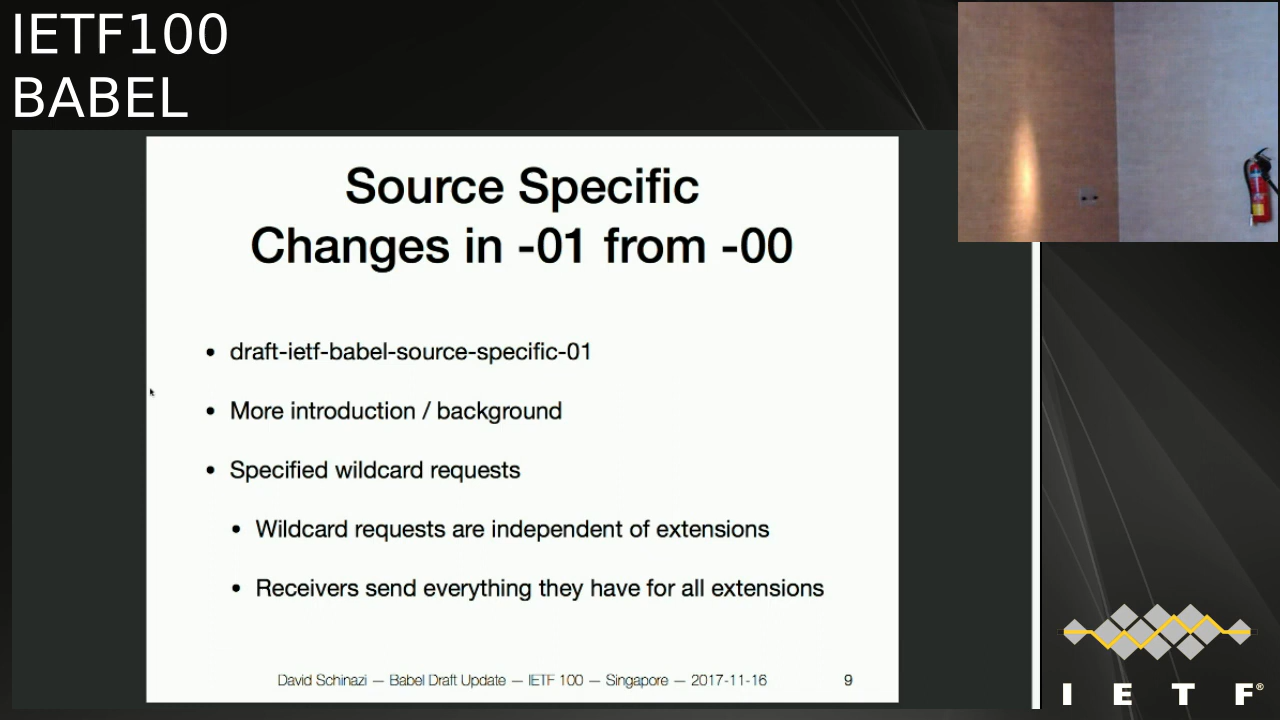 IETF100
BABEL
Source Specific
Changes in -01 from -00
• draft-ietf-babel-source-specific-01
• More introduction / background
• Specified wildcard requests
• Wildcard requests are independent of extensions
• Receivers send everything they have for all extensions
David Schinazi — Babel Draft Update — IETF 100 — Singapore — 2017-11-16
9
I E T F®